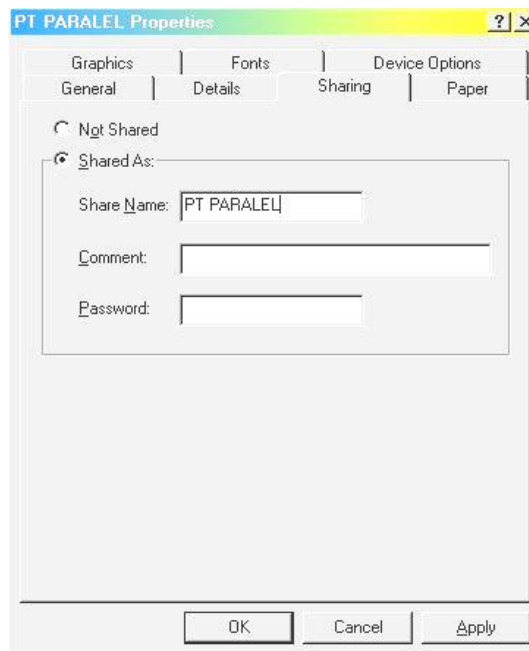 PT PARALEL Properties
Graphics Fonts Device Options
General Details Sharing Paper
Not Shared
Shared As:
Share Name: PT PARALEL
Comment:
Password:
OK Cancel Apply